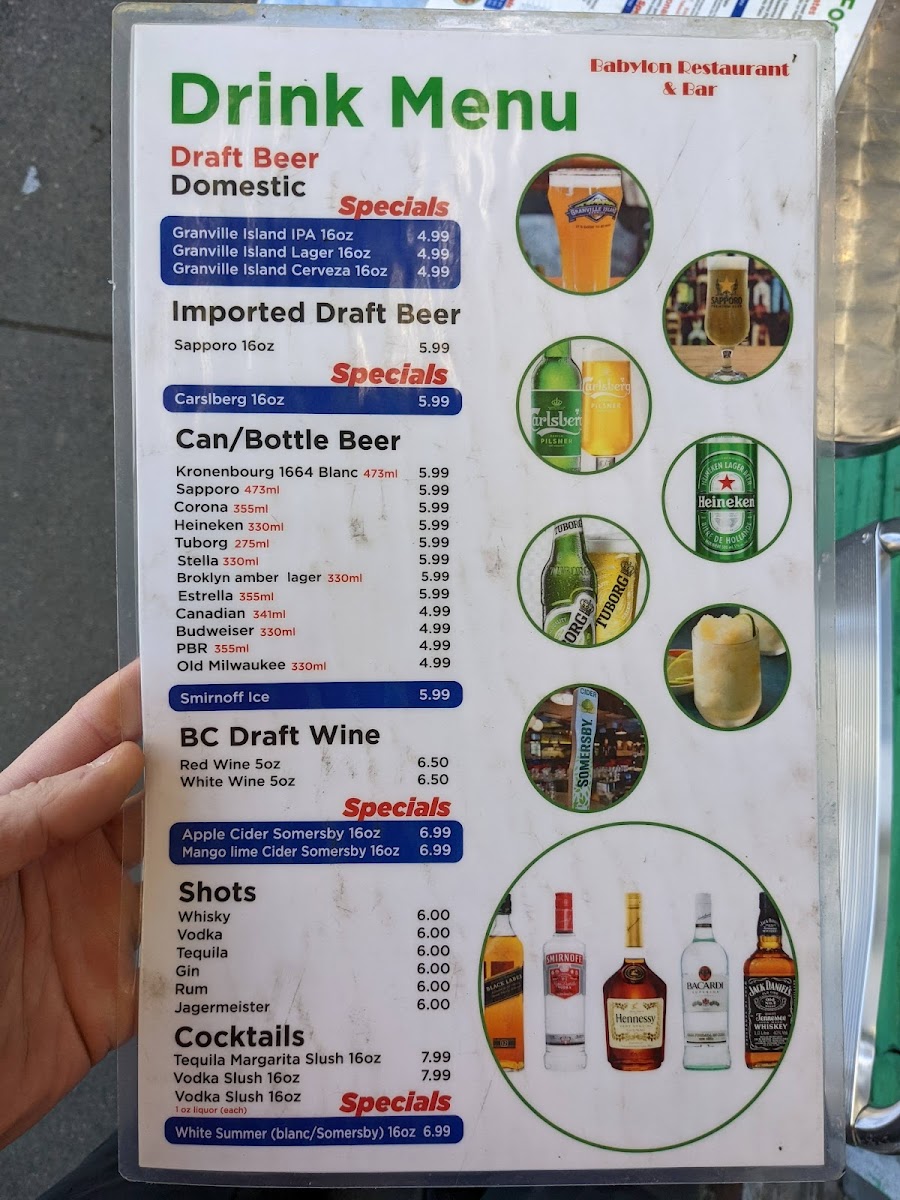 Babylon Restaurant
& Bar
Drink Menu
Draft Beer
Domestic
Specials
Granville Island IPA 16oz 4.99
Granville Island Lager 16oz 4.99
Granville Island Cerveza 16oz 4.99
Imported Draft Beer
Sapporo 16oz 5.99
Specials
Carslberg 16oz 5.99
Can/Bottle Beer
Kronenbourg 1664 Blanc 473ml 5.99
Sapporo 473ml 5.99
Corona 355ml 5.99
Heineken 330ml 5.99
Tuborg 275ml 5.99
Stella 330ml 5.99
Broklyn amber lager 330ml 5.99
Estrella 355ml 5.99
Canadian 341ml 4.99
Budweiser 330ml 4.99
PBR 355ml 4.99
Old Milwaukee 330ml 4.99
Smirnoff Ice 5.99
BC Draft Wine
Red Wine 5oz 6.50
White Wine 5oz 6.50
Specials
Apple Cider Somersby 16oz 6.99
Mango lime Cider Somersby 16oz 6.99
Shots
Whisky 6.00
Vodka 6.00
Tequila 6.00
Gin 6.00
Rum 6.00
Jagermeister 6.00
Cocktails
Tequila Margarita Slush 16oz 7.99
Vodka Slush 16oz 7.99
Vodka Slush 16oz
1 oz liquor (each)
Specials
White Summer (blanc/Somersby) 16oz 6.99
SAPPORO
Carlsberg
PILSNER
arlsberg
PILSNER
HEINEKEN LAGER BEER
Heineken
TUBORG
BORG
TUBORG
CIDER
SOMERSBY
BLACK LABEL
SMIRNOFF
Hennessy
BACARDI
JACK DANIEL'S
Tennessee
WHISKEY